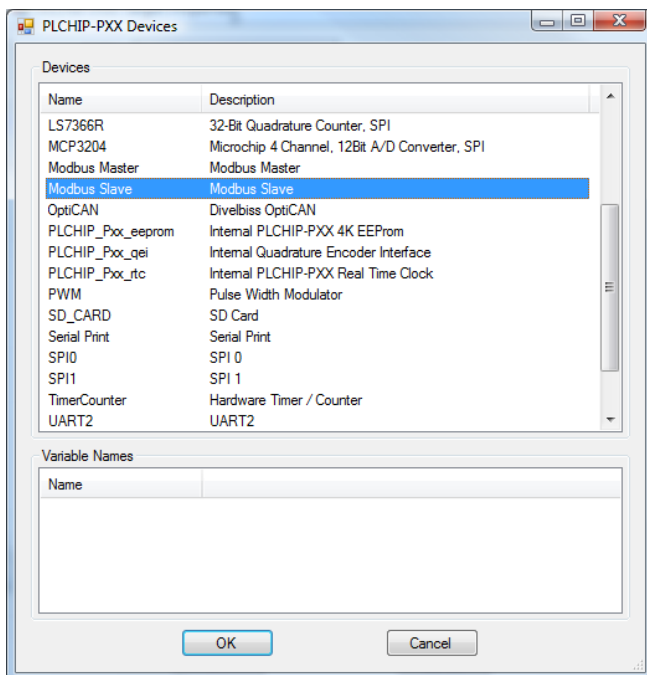 PLCHIP-PXX Devices
Devices
Name Description
LS7366R 32-Bit Quadrature Counter, SPI
MCP3204 Microchip 4 Channel, 12Bit A/D Converter, SPI
Modbus Master Modbus Master
Modbus Slave Modbus Slave
OptiCAN Divelbiss OptiCAN
PLCHIP_Pxx_eeprom Internal PLCHIP-PXX 4K EEProm
PLCHIP_Pxx_qei Internal Quadrature Encoder Interface
PLCHIP_Pxx_rtc Internal PLCHIP-PXX Real Time Clock
PWM Pulse Width Modulator
SD_CARD SD Card
Serial Print Serial Print
SPI0 SPI 0
SPI1 SPI 1
TimerCounter Hardware Timer / Counter
UART2 UART2
Variable Names
Name
OK Cancel